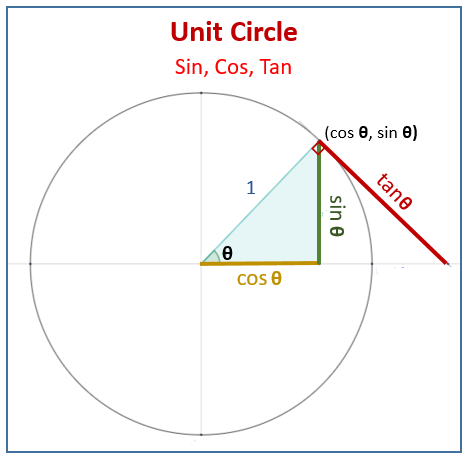 Unit Circle
Sin, Cos, Tan
(cos θ, sin θ)
1
tanθ
sin θ
θ
cos θ